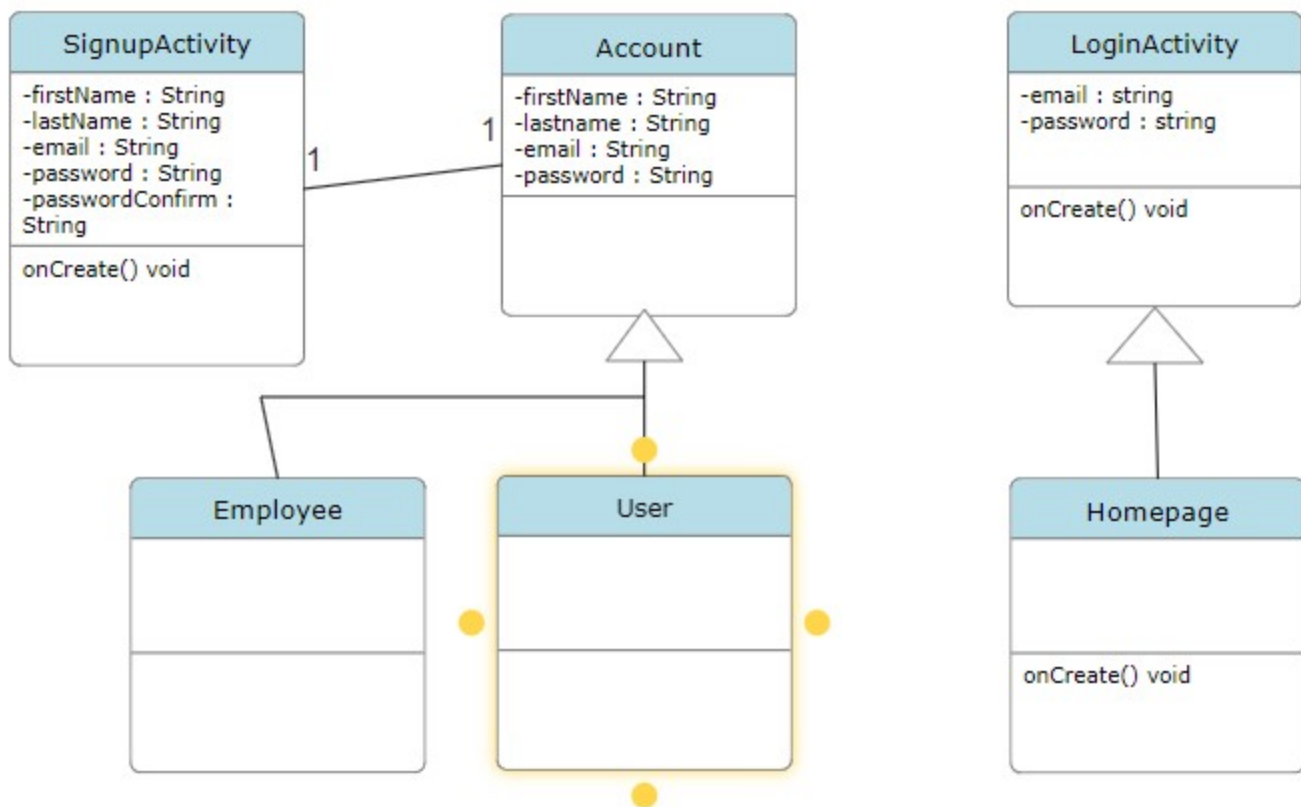 SignupActivity
-firstName : String
-lastName : String
-email : String
-password : String
-passwordConfirm :
String
onCreate() void
1
1
Account
-firstName : String
-lastname : String
-email : String
-password : String
LoginActivity
-email : string
-password : string
onCreate() void
Employee
User
Homepage
onCreate() void